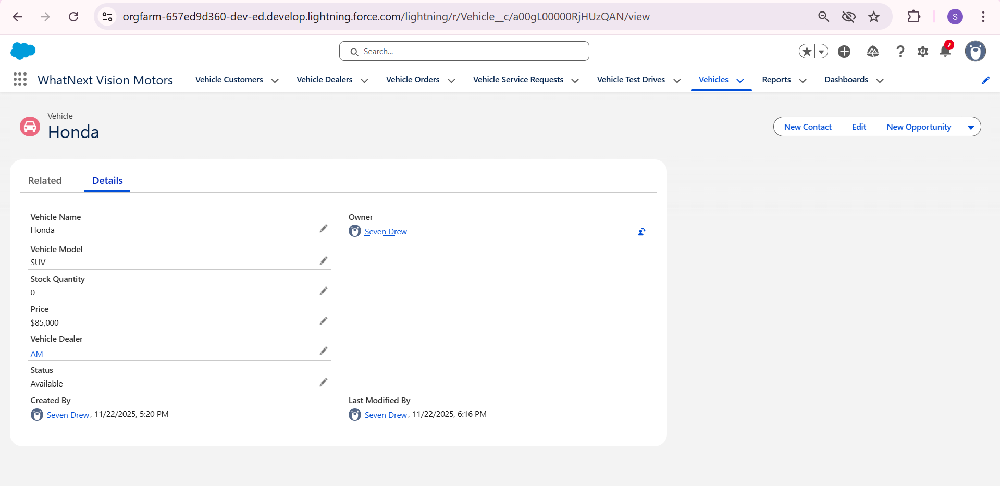 orgfarm-657ed9d360-dev-ed.develop.lightning.force.com/lightning/r/Vehicle__c/a00gL00000RjHUzQAN/view
S
Search...
2
WhatNext Vision Motors
Vehicle Customers
Vehicle Dealers
Vehicle Orders
Vehicle Service Requests
Vehicle Test Drives
Vehicles
Reports
Dashboards
Vehicle
Honda
New Contact
Edit
New Opportunity
Related
Details
Vehicle Name
Honda
Owner
Seven Drew
Vehicle Model
SUV
Stock Quantity
0
Price
$85,000
Vehicle Dealer
AM
Status
Available
Created By
Seven Drew, 11/22/2025, 5:20 PM
Last Modified By
Seven Drew, 11/22/2025, 6:16 PM